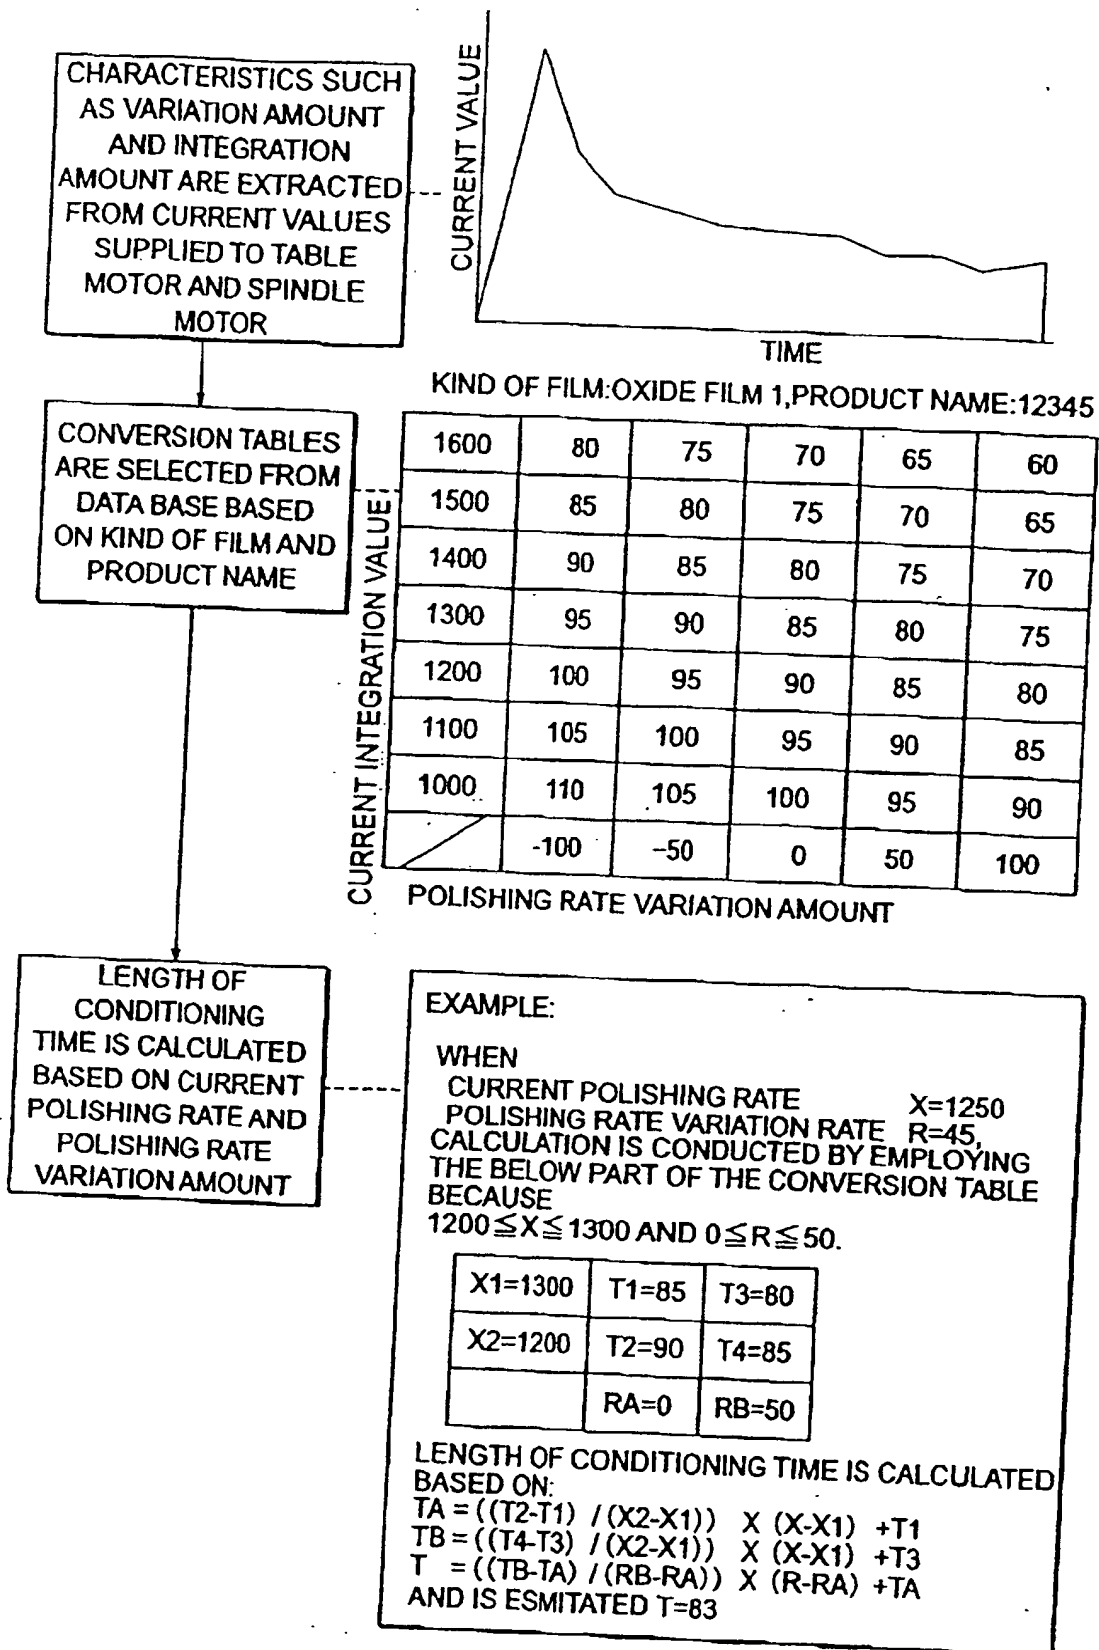 CHARACTERISTICS SUCH
AS VARIATION AMOUNT
AND INTEGRATION
AMOUNT ARE EXTRACTED
FROM CURRENT VALUES
SUPPLIED TO TABLE
MOTOR AND SPINDLE
MOTOR
CURRENT VALUE
TIME
CONVERSION TABLES
ARE SELECTED FROM
DATA BASE BASED
ON KIND OF FILM AND
PRODUCT NAME
KIND OF FILM:OXIDE FILM 1,PRODUCT NAME:12345
CURRENT INTEGRATION VALUE
1600 80 75 70 65 60
1500 85 80 75 70 65
1400 90 85 80 75 70
1300 95 90 85 80 75
1200 100 95 90 85 80
1100 105 100 95 90 85
1000 110 105 100 95 90
-100 -50 0 50 100
POLISHING RATE VARIATION AMOUNT
LENGTH OF
CONDITIONING
TIME IS CALCULATED
BASED ON CURRENT
POLISHING RATE AND
POLISHING RATE
VARIATION AMOUNT
EXAMPLE:
WHEN
CURRENT POLISHING RATE X=1250
POLISHING RATE VARIATION RATE R=45,
CALCULATION IS CONDUCTED BY EMPLOYING
THE BELOW PART OF THE CONVERSION TABLE
BECAUSE
1200≦X≦1300 AND 0≦R≦50.
X1=1300 T1=85 T3=80
X2=1200 T2=90 T4=85
RA=0 RB=50
LENGTH OF CONDITIONING TIME IS CALCULATED
BASED ON:
TA = ((T2-T1) / (X2-X1)) X (X-X1) +T1
TB = ((T4-T3) / (X2-X1)) X (X-X1) +T3
T = ((TB-TA) / (RB-RA)) X (R-RA) +TA
AND IS ESMITATED T=83